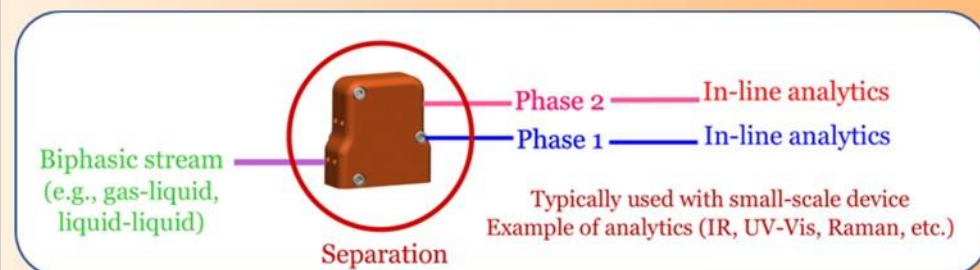 Phase 2
In-line analytics
Phase 1
In-line analytics
Biphasic stream
(e.g., gas-liquid,
liquid-liquid)
Separation
Typically used with small-scale device
Example of analytics (IR, UV-Vis, Raman, etc.)